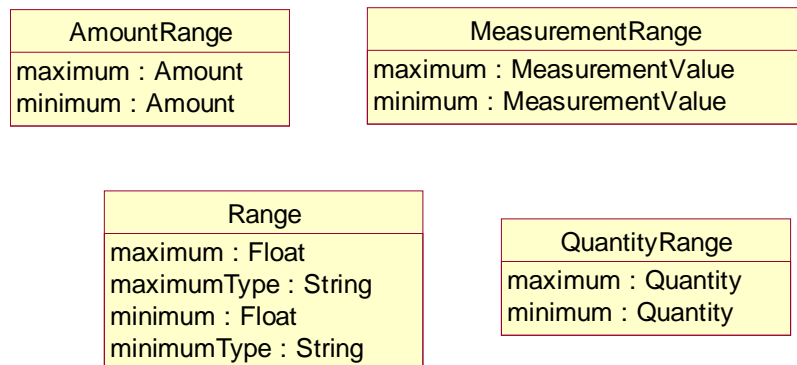 AmountRange
maximum : Amount
minimum : Amount
MeasurementRange
maximum : MeasurementValue
minimum : MeasurementValue
Range
maximum : Float
maximumType : String
minimum : Float
minimumType : String
QuantityRange
maximum : Quantity
minimum : Quantity